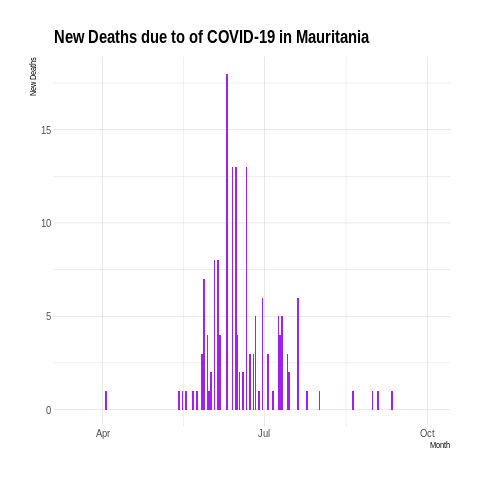 New Deaths due to of COVID-19 in Mauritania
New Deaths
15
10
5
0
Apr
Jul
Oct
Month